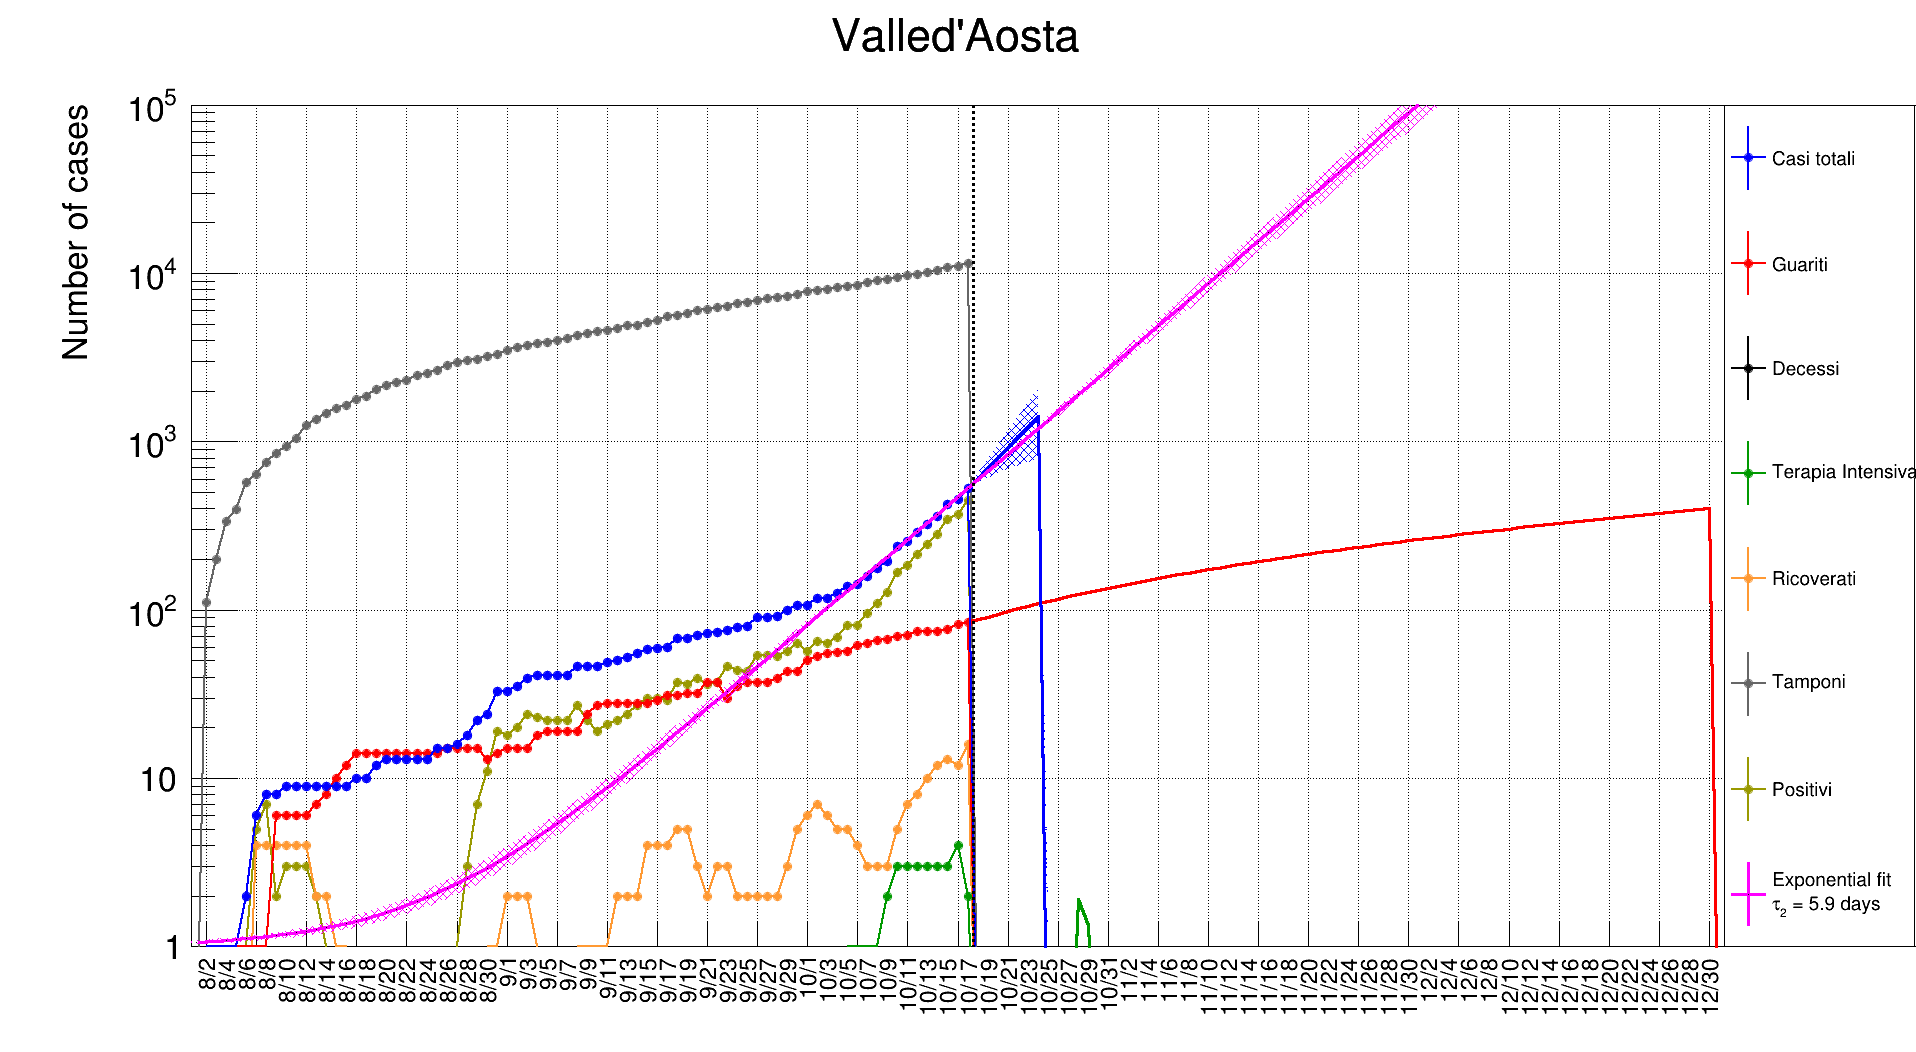 Valled'Aosta
Number of cases
10^5
10^4
10^3
10^2
10
1
8/2 8/4 8/6 8/8 8/10 8/12 8/14 8/16 8/18 8/20 8/22 8/24 8/26 8/28 8/30 9/1 9/3 9/5 9/7 9/9 9/11 9/13 9/15 9/17 9/19 9/21 9/23 9/25 9/27 9/29 10/1 10/3 10/5 10/7 10/9 10/11 10/13 10/15 10/17 10/19 10/21 10/23 10/25 10/27 10/29 10/31 11/2 11/4 11/6 11/8 11/10 11/12 11/14 11/16 11/18 11/20 11/22 11/24 11/26 11/28 11/30 12/2 12/4 12/6 12/8 12/10 12/12 12/14 12/16 12/18 12/20 12/22 12/24 12/26 12/28 12/30
Casi totali
Guariti
Decessi
Terapia Intensiva
Ricoverati
Tamponi
Positivi
Exponential fit
τ₂ = 5.9 days